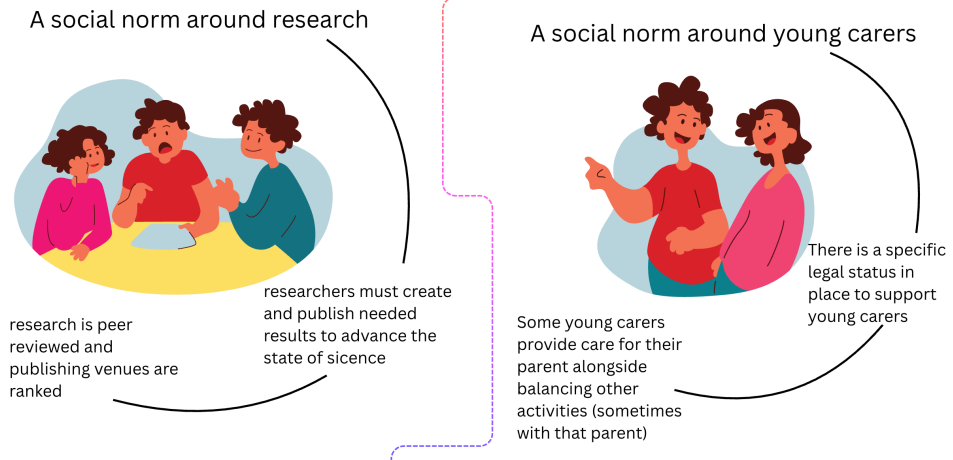 A social norm around research
researchers must create
and publish needed
results to advance the
state of sicence
research is peer
reviewed and
publishing venues are
ranked
A social norm around young carers
There is a specific
legal status in
place to support
young carers
Some young carers
provide care for their
parent alongside
balancing other
activities (sometimes
with that parent)